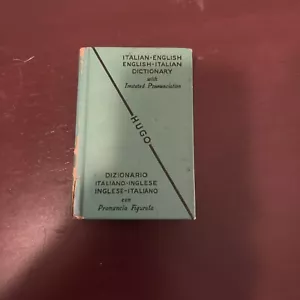 ITALIAN-ENGLISH
ENGLISH-ITALIAN
DICTIONARY
with
Imitated Pronunciation
HUGO
DIZIONARIO
ITALIANO-INGLESE
INGLESE-ITALIANO
con
Pronuncia Figurata